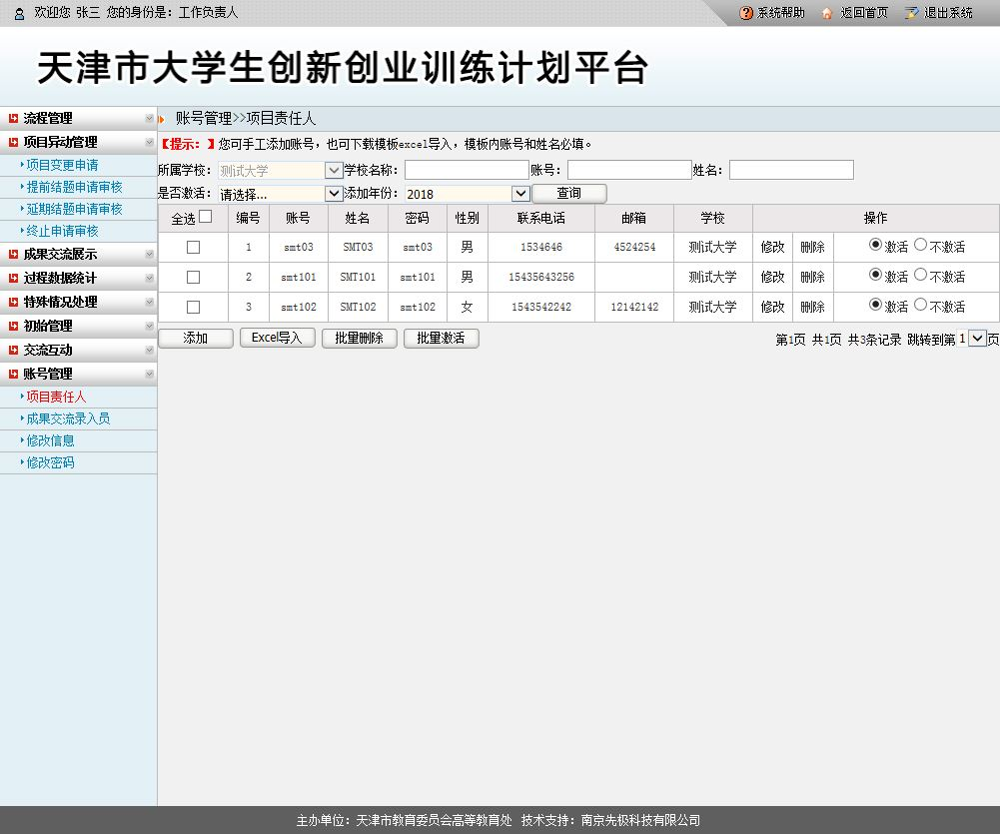 欢迎您 张三 您的身份是：工作负责人
系统帮助 返回首页 退出系统
天津市大学生创新创业训练计划平台
流程管理
项目异动管理
项目变更申请
提前结题申请审核
延期结题申请审核
终止申请审核
成果交流展示
过程数据统计
特殊情况处理
初始管理
交流互动
账号管理
项目责任人
成果交流录入员
修改信息
修改密码
账号管理>>项目责任人
【提示：】您可手工添加账号，也可下载模板excel导入，模板内账号和姓名必填。
所属学校： 测试大学 学校名称： 账号： 姓名：
是否激活： 请选择... 添加年份： 2018 查询
全选 编号 账号 姓名 密码 性别 联系电话 邮箱 学校 操作
1 smt03 SMT03 smt03 男 1534646 4524254 测试大学 修改 删除 激活 不激活
2 smt101 SMT101 smt101 男 15435643256 测试大学 修改 删除 激活 不激活
3 smt102 SMT102 smt102 女 1543542242 12142142 测试大学 修改 删除 激活 不激活
添加 Excel导入 批量删除 批量激活 第1页 共1页 共3条记录 跳转到第 1 页
主办单位：天津市教育委员会高等教育处 技术支持：南京先极科技有限公司